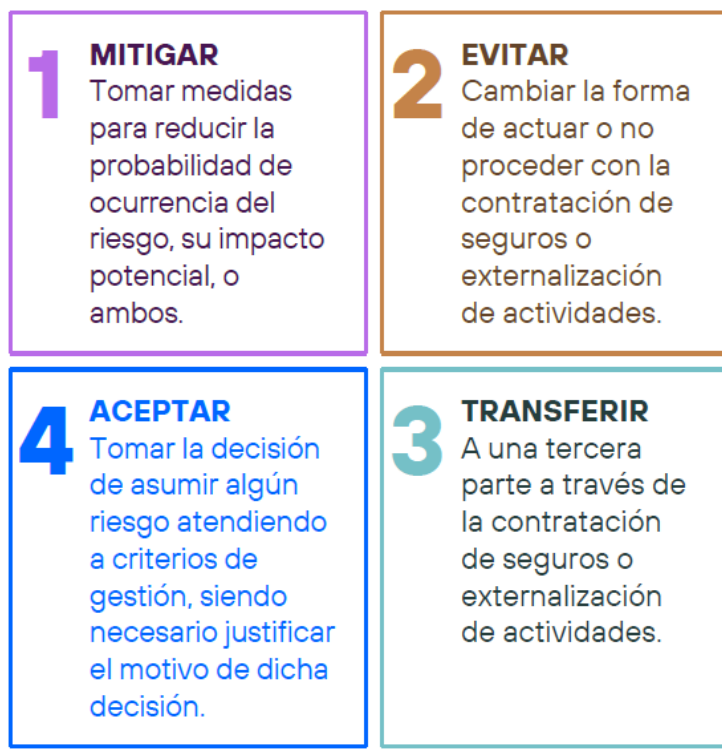 1
MITIGAR
Tomar medidas
para reducir la
probabilidad de
ocurrencia del
riesgo, su impacto
potencial, o
ambos.
2
EVITAR
Cambiar la forma
de actuar o no
proceder con la
contratación de
seguros o
externalización
de actividades.
4
ACEPTAR
Tomar la decisión
de asumir algún
riesgo atendiendo
a criterios de
gestión, siendo
necesario justificar
el motivo de dicha
decisión.
3
TRANSFERIR
A una tercera
parte a través de
la contratación
de seguros o
externalización
de actividades.